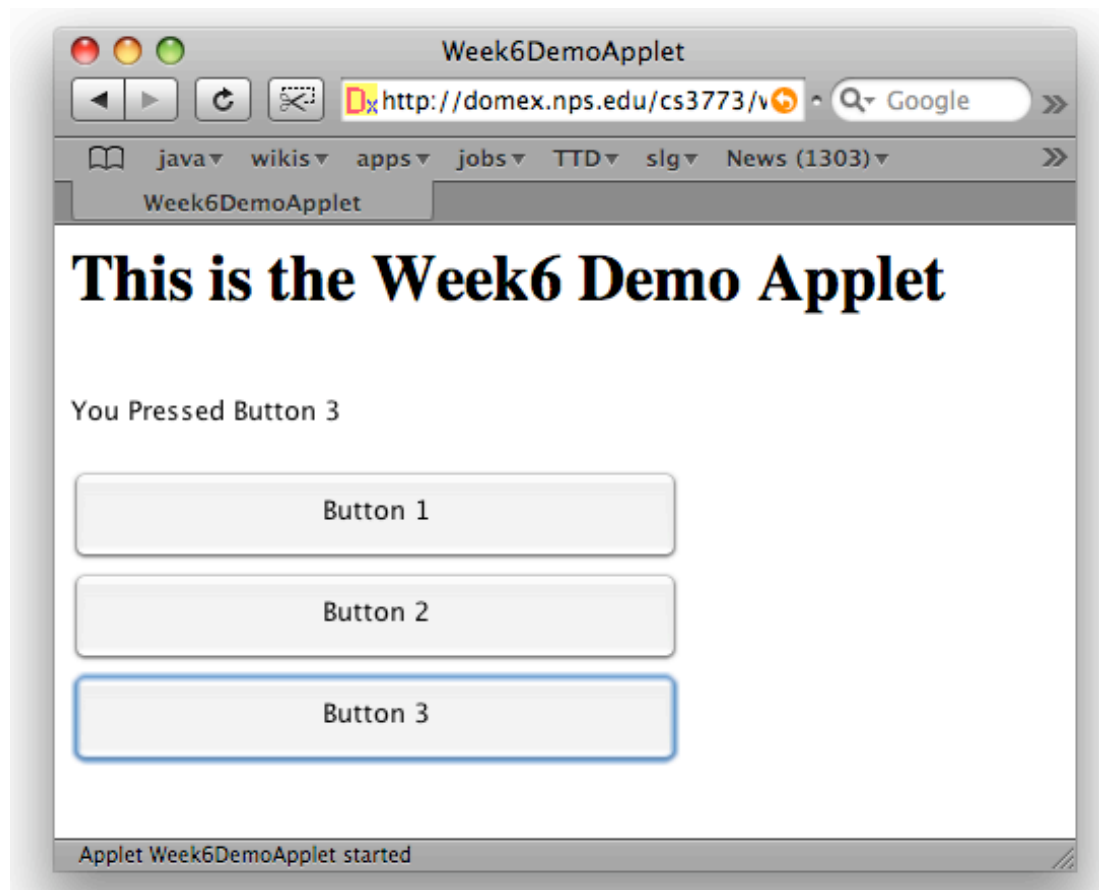 Week6DemoApplet
http://domex.nps.edu/cs3773/ Google
java wikis apps jobs TTD slg News (1303)
Week6DemoApplet
This is the Week6 Demo Applet
You Pressed Button 3
Button 1
Button 2
Button 3
Applet Week6DemoApplet started